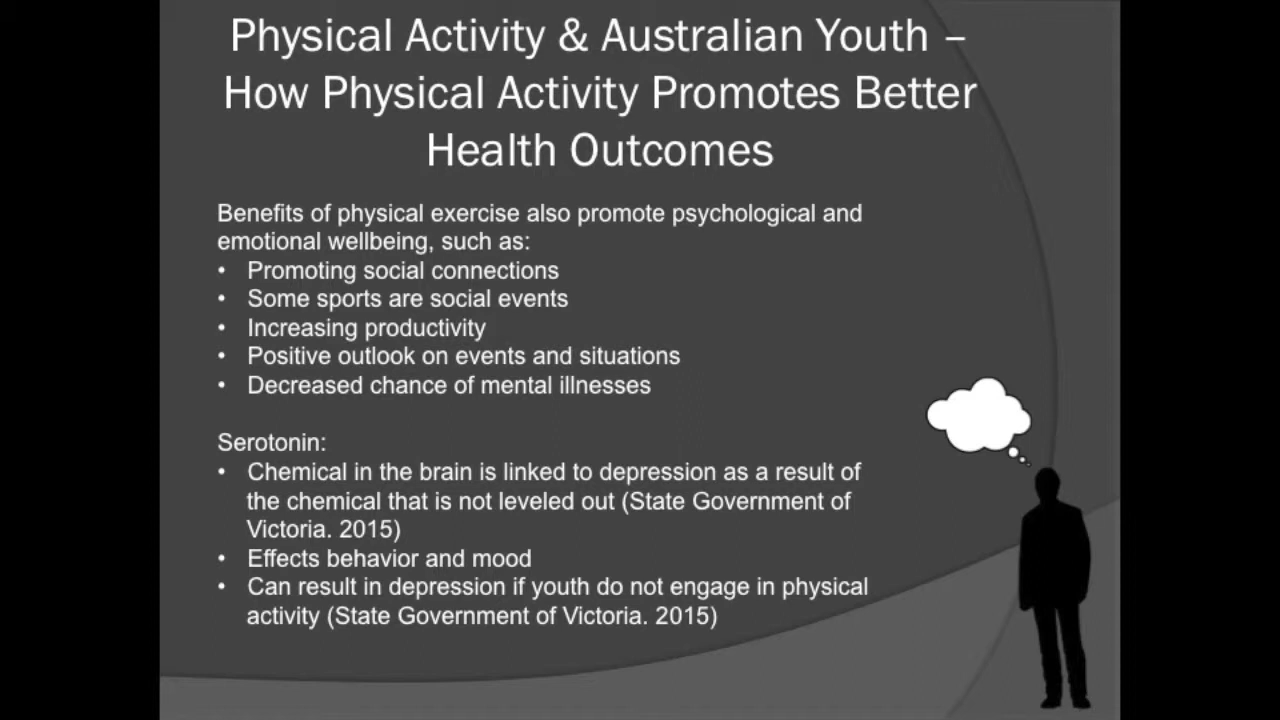 Physical Activity & Australian Youth –
How Physical Activity Promotes Better
Health Outcomes
Benefits of physical exercise also promote psychological and
emotional wellbeing, such as:
• Promoting social connections
• Some sports are social events
• Increasing productivity
• Positive outlook on events and situations
• Decreased chance of mental illnesses
Serotonin:
• Chemical in the brain is linked to depression as a result of
the chemical that is not leveled out (State Government of
Victoria. 2015)
• Effects behavior and mood
• Can result in depression if youth do not engage in physical
activity (State Government of Victoria. 2015)